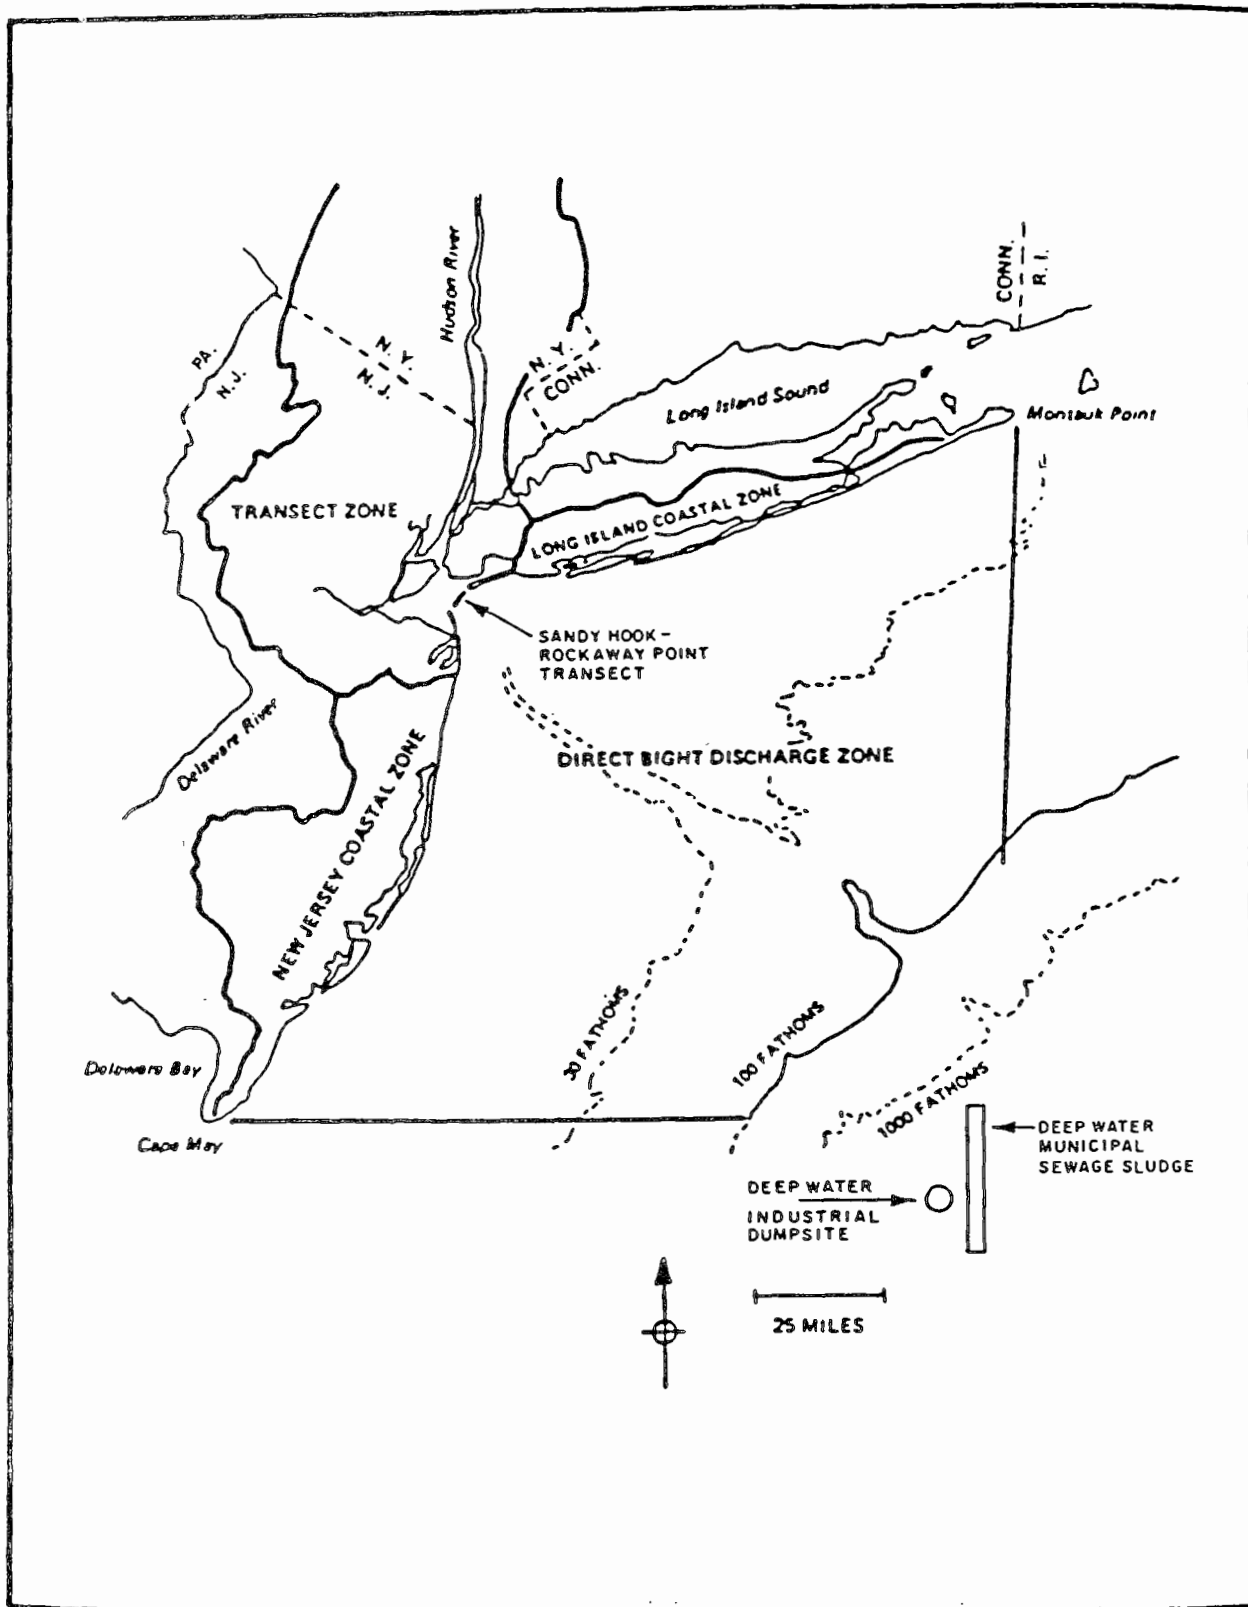 Hudson River
CONN.
R. I.
PA.
N. J.
N. Y.
N. J.
N. Y.
CONN.
Long Island Sound
Montauk Point
TRANSECT ZONE
LONG ISLAND COASTAL ZONE
SANDY HOOK –
ROCKAWAY POINT
TRANSECT
Delaware River
DIRECT BIGHT DISCHARGE ZONE
NEW JERSEY COASTAL ZONE
30 FATHOMS
100 FATHOMS
1000 FATHOMS
Delaware Bay
Cape May
DEEP WATER
MUNICIPAL
SEWAGE SLUDGE
DEEP WATER
INDUSTRIAL
DUMPSITE
25 MILES